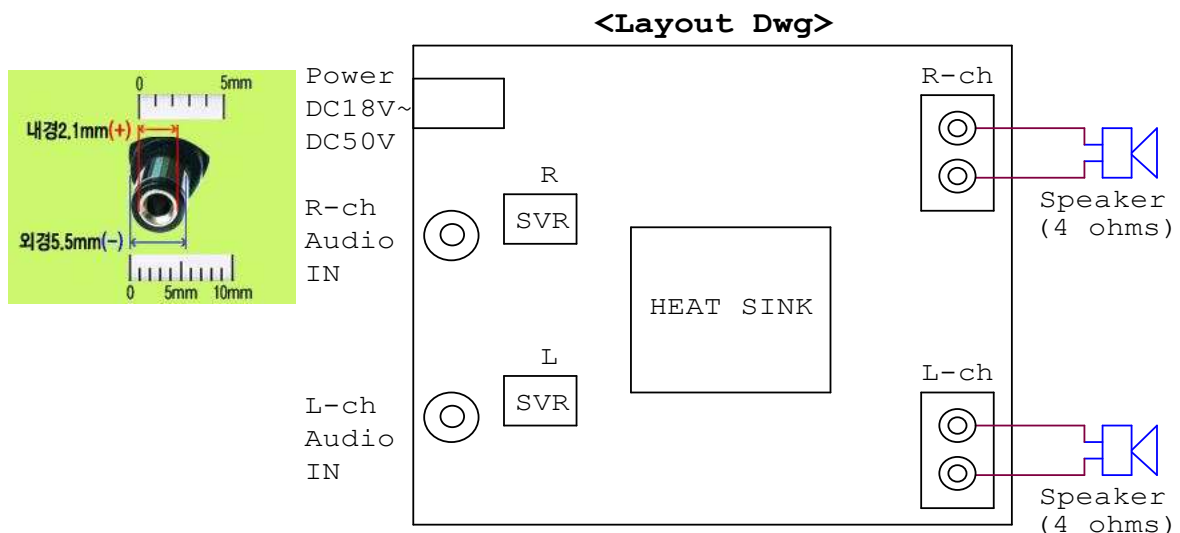 <Layout Dwg>
0 5mm
내경2,1mm(+)
외경5,5mm(-)
0 5mm 10mm
Power
DC18V~
DC50V
R-ch
Audio
IN
L-ch
Audio
IN
R
SVR
L
SVR
HEAT SINK
R-ch
Speaker
(4 ohms)
L-ch
Speaker
(4 ohms)